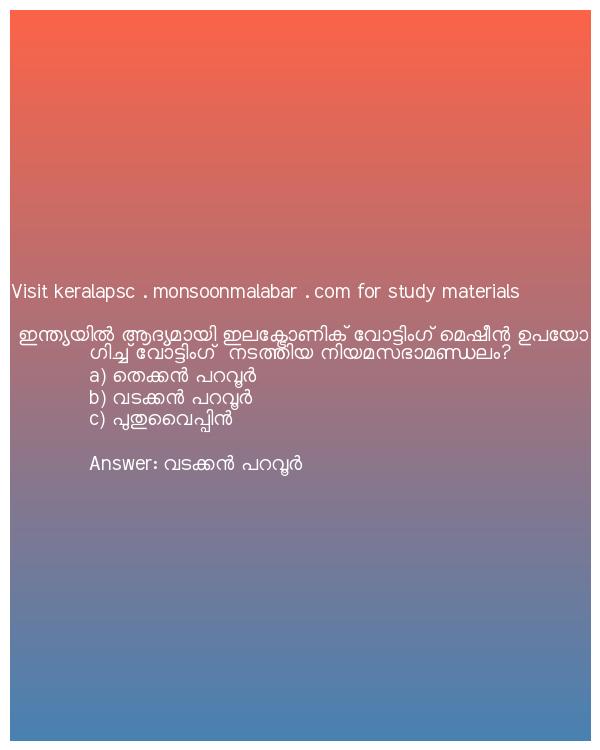 Visit keralapsc . monsoonmalabar . com for study materials
ഇന്ത്യയിൽ ആദ്യമായി ഇലക്ട്രോണിക് വോട്ടിംഗ് മെഷീൻ ഉപയോ
ഗിച്ച് വോട്ടിംഗ് നടത്തിയ നിയമസഭാമണ്ഡലം?
a) തെക്കൻ പറവൂർ
b) വടക്കൻ പറവൂർ
c) പുതുവൈപ്പിൻ
Answer: വടക്കൻ പറവൂർ